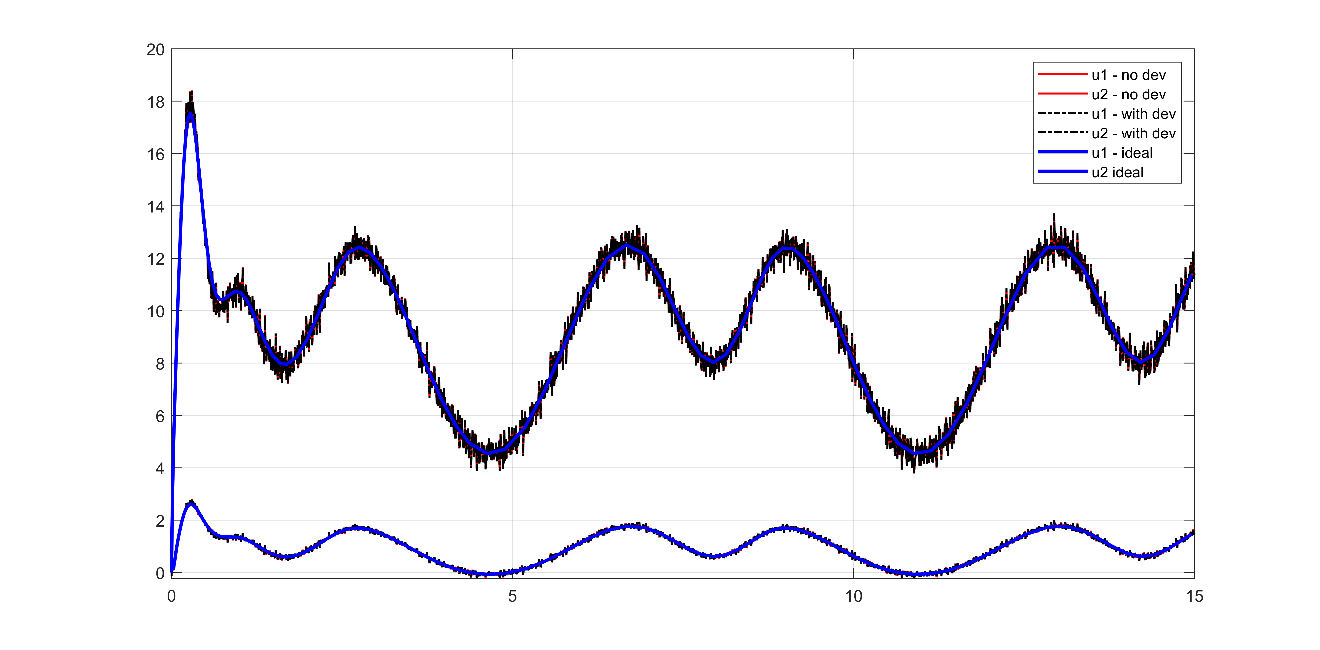 20
18
16
14
12
10
8
6
4
2
0
0 5 10 15
u1 - no dev
u2 - no dev
u1 - with dev
u2 - with dev
u1 - ideal
u2 ideal